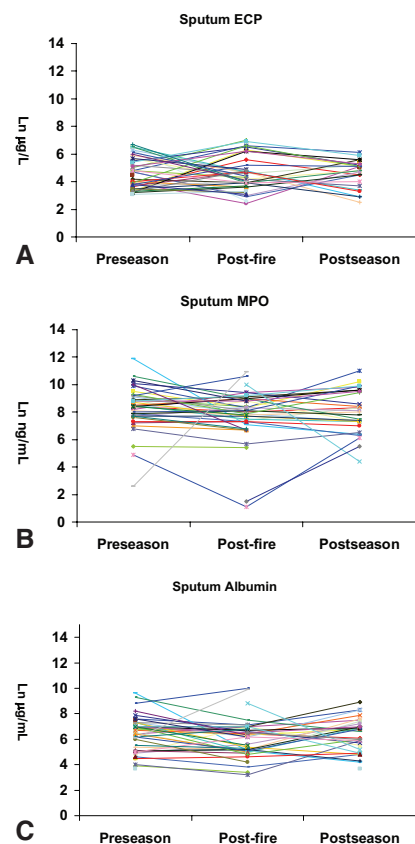 Sputum ECP
14
12
10
8
6
4
2
0
Ln µg/L
Preseason Post-fire Postseason
A
Sputum MPO
14
12
10
8
6
4
2
0
Ln ng/mL
Preseason Post-fire Postseason
B
Sputum Albumin
14
12
10
8
6
4
2
0
Ln µg/mL
Preseason Post-fire Postseason
C